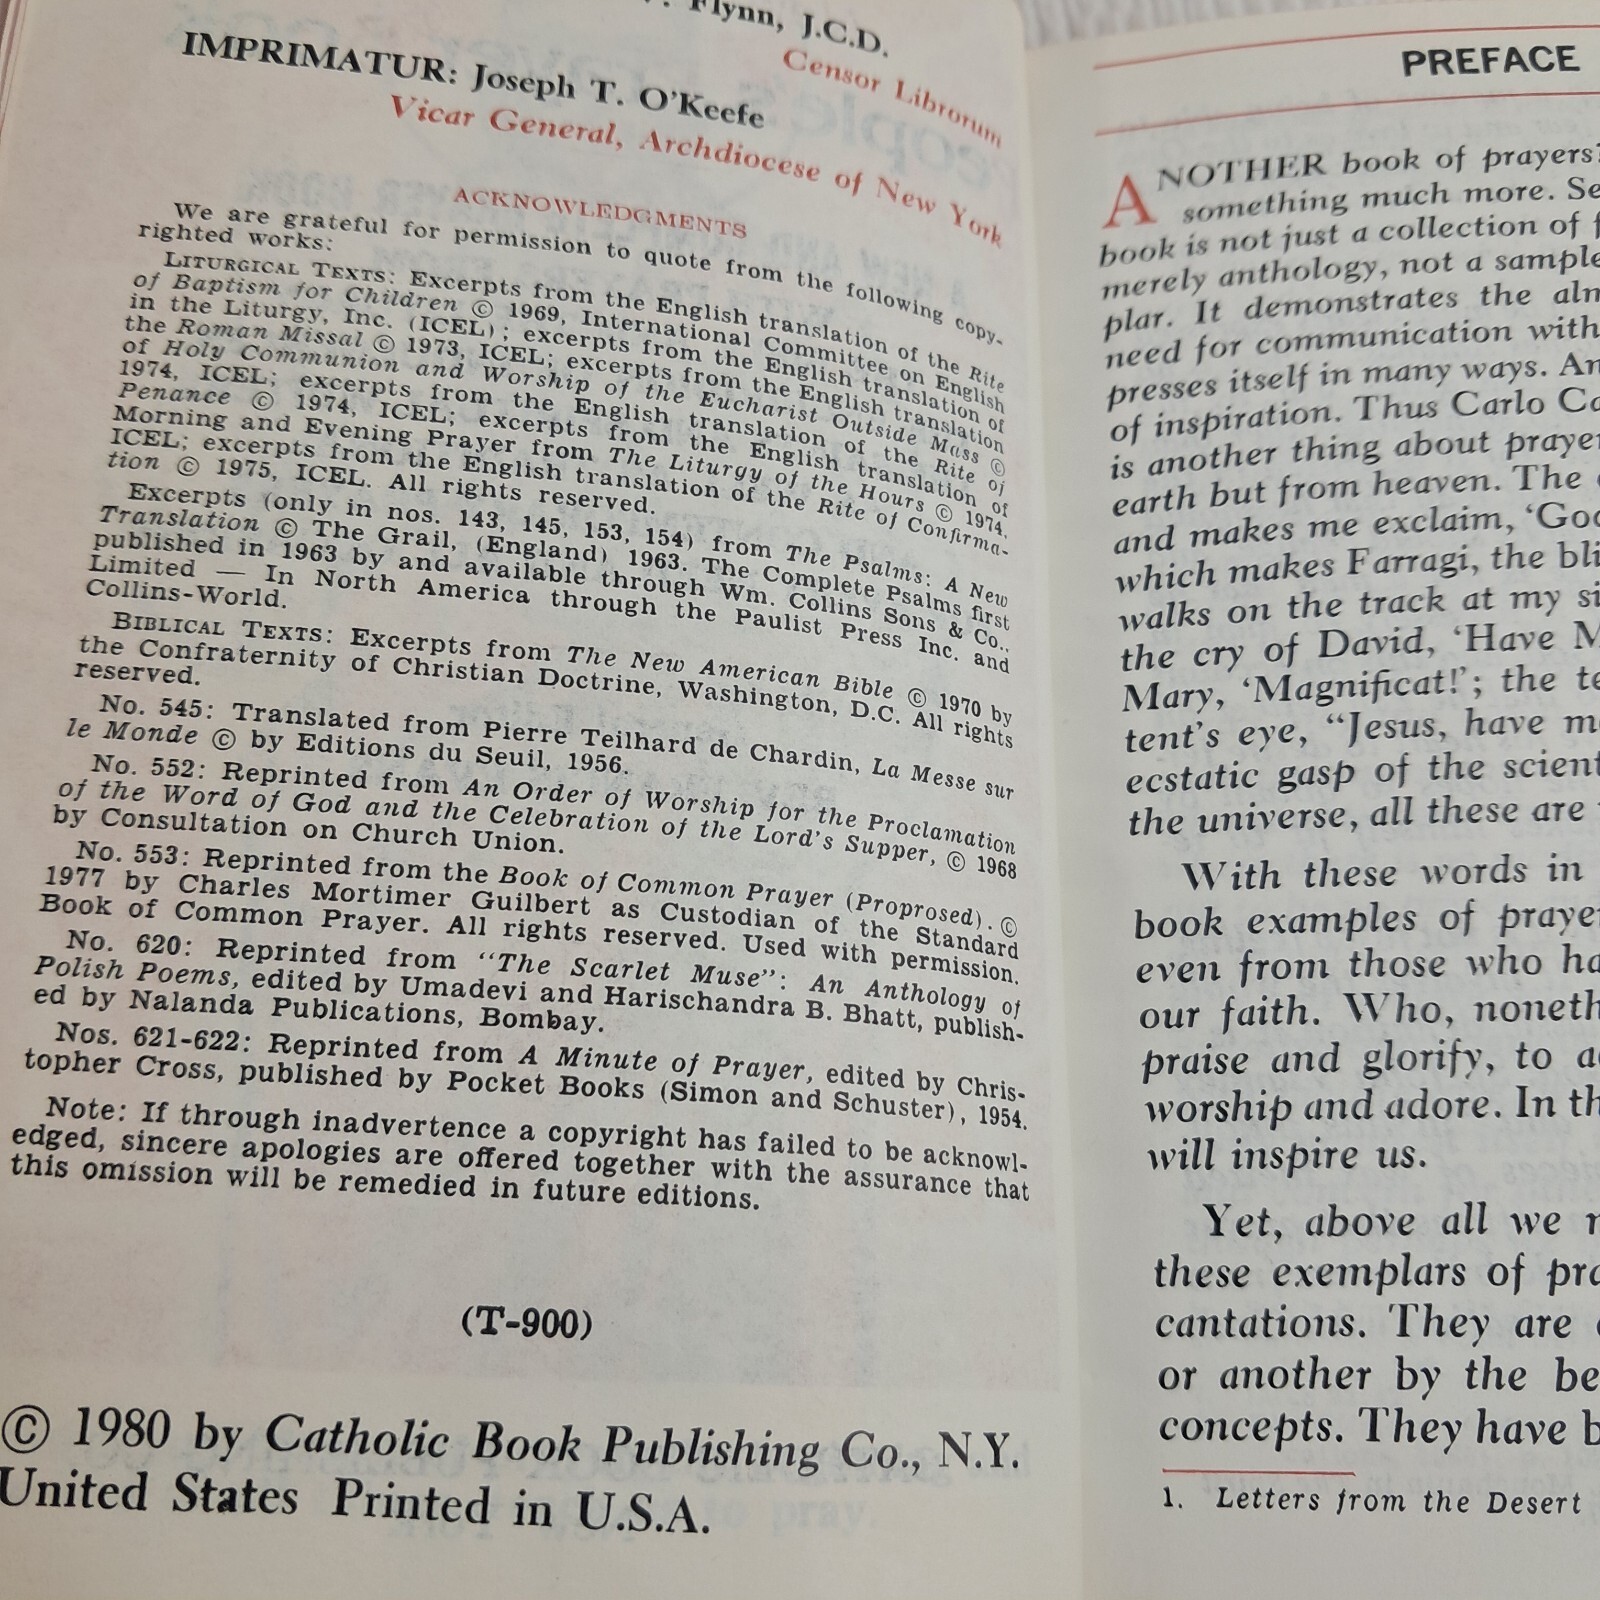 Flynn, J.C.D.
Censor Librorum
IMPRIMATUR: Joseph T. O'Keefe
Vicar General, Archdiocese of New York
ACKNOWLEDGMENTS
We are grateful for permission to quote from the following copy-
righted works:
LITURGICAL TEXTS: Excerpts from the English translation of the Rite
of Baptism for Children © 1969, International Committee on English
in the Liturgy, Inc. (ICEL); excerpts from the English translation of
the Roman Missal © 1973, ICEL; excerpts from the English translation
of Holy Communion and Worship of the Eucharist Outside Mass ©
1974, ICEL; excerpts from the English translation of the Rite of
Penance © 1974, ICEL; excerpts from the English translation of
Morning and Evening Prayer from The Liturgy of the Hours © 1974,
ICEL; excerpts from the English translation of the Rite of Confirma-
tion © 1975, ICEL. All rights reserved.
Excerpts (only in nos. 143, 145, 153, 154) from The Psalms: A New
Translation © The Grail, (England) 1963. The Complete Psalms first
published in 1963 by and available through Wm. Collins Sons & Co.,
Limited — In North America through the Paulist Press Inc. and
Collins-World.
BIBLICAL TEXTS: Excerpts from The New American Bible © 1970 by
the Confraternity of Christian Doctrine, Washington, D.C. All rights
reserved.
No. 545: Translated from Pierre Teilhard de Chardin, La Messe sur
le Monde © by Editions du Seuil, 1956.
No. 552: Reprinted from An Order of Worship for the Proclamation
of the Word of God and the Celebration of the Lord's Supper, © 1968
by Consultation on Church Union.
No. 553: Reprinted from the Book of Common Prayer (Proprosed). ©
1977 by Charles Mortimer Guilbert as Custodian of the Standard
Book of Common Prayer. All rights reserved. Used with permission.
No. 620: Reprinted from "The Scarlet Muse": An Anthology of
Polish Poems, edited by Umadevi and Harischandra B. Bhatt, publish-
ed by Nalanda Publications, Bombay.
Nos. 621-622: Reprinted from A Minute of Prayer, edited by Chris-
topher Cross, published by Pocket Books (Simon and Schuster), 1954.
Note: If through inadvertence a copyright has failed to be acknowl-
edged, sincere apologies are offered together with the assurance that
this omission will be remedied in future editions.
(T-900)
© 1980 by Catholic Book Publishing Co., N.Y.
United States Printed in U.S.A.
PREFACE
ANOTHER book of prayers?
something much more. Se
book is not just a collection of f
merely anthology, not a sample
plar. It demonstrates the alm
need for communication with
presses itself in many ways. An
of inspiration. Thus Carlo Ca
is another thing about prayer
earth but from heaven. The
and makes me exclaim, 'God
which makes Farragi, the bli
walks on the track at my si
the cry of David, 'Have M
Mary, 'Magnificat!'; the te
tent's eye, "Jesus, have me
ecstatic gasp of the scient
the universe, all these are
With these words in
book examples of prayer
even from those who ha
our faith. Who, noneth
praise and glorify, to a
worship and adore. In th
will inspire us.
Yet, above all we
these exemplars of pra
cantations. They are
or another by the be
concepts. They have b
1. Letters from the Desert